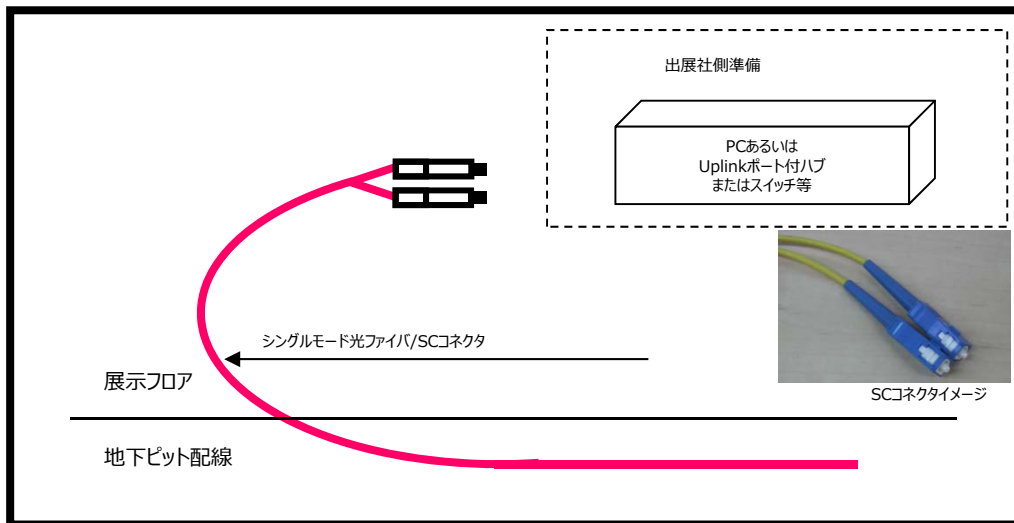 出展社側準備
PCあるいは
Uplinkポート付ハブ
またはスイッチ等
シングルモード光ファイバ/SCコネクタ
展示フロア
SCコネクタイメージ
地下ピット配線